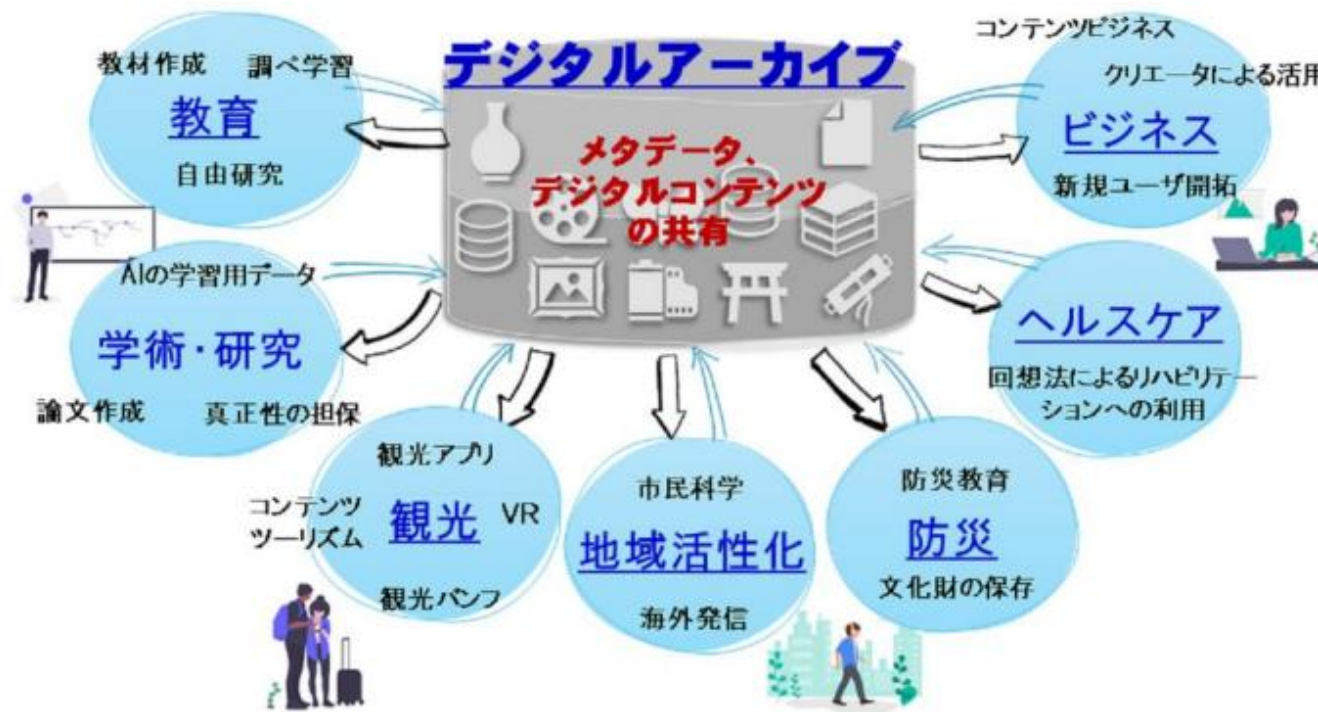 デジタルアーカイブ
メタデータ、
デジタルコンテンツ
の共有
教材作成
調べ学習
教育
自由研究
AIの学習用データ
学術・研究
論文作成
真正性の担保
観光アプリ
コンテンツ
ツーリズム
観光
VR
観光パンフ
市民科学
地域活性化
海外発信
防災教育
防災
文化財の保存
ヘルスケア
回想法によるリハビリテー
ションへの利用
コンテンツビジネス
クリエータによる活用
ビジネス
新規ユーザ開拓